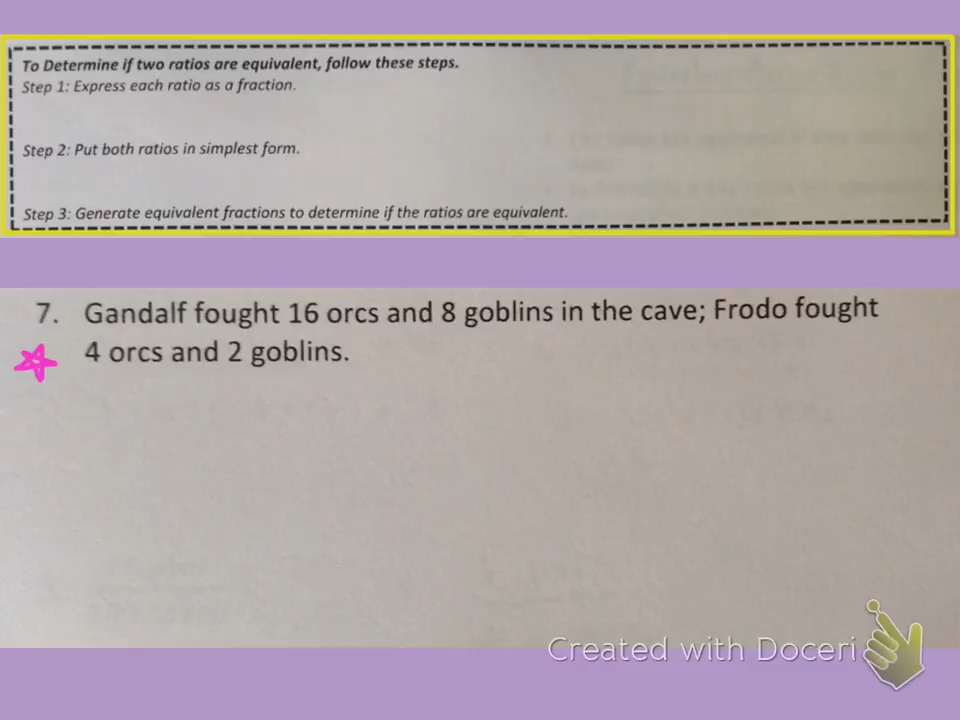 To Determine if two ratios are equivalent, follow these steps.
Step 1: Express each ratio as a fraction.
Step 2: Put both ratios in simplest form.
Step 3: Generate equivalent fractions to determine if the ratios are equivalent.
7. Gandalf fought 16 orcs and 8 goblins in the cave; Frodo fought
4 orcs and 2 goblins.
Created with Doceri